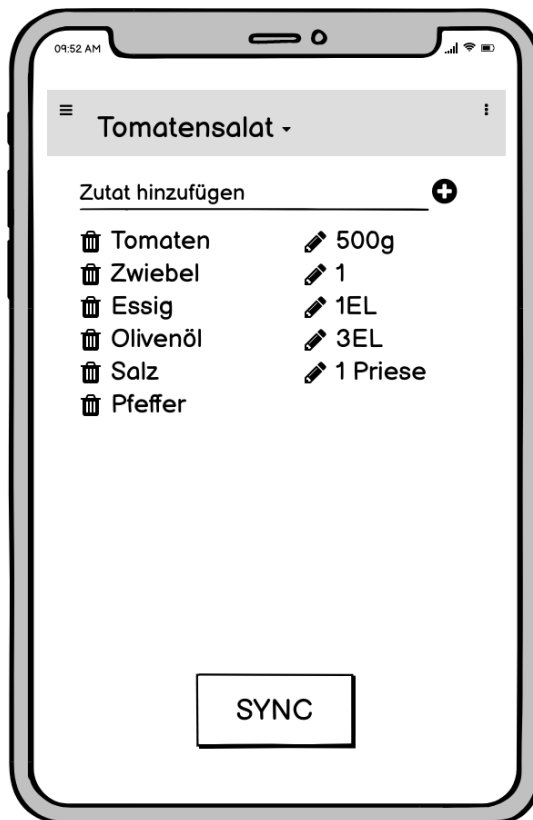 09:52 AM
Tomatensalat
Zutat hinzufügen
Tomaten 500g
Zwiebel 1
Essig 1EL
Olivenöl 3EL
Salz 1 Priese
Pfeffer
SYNC